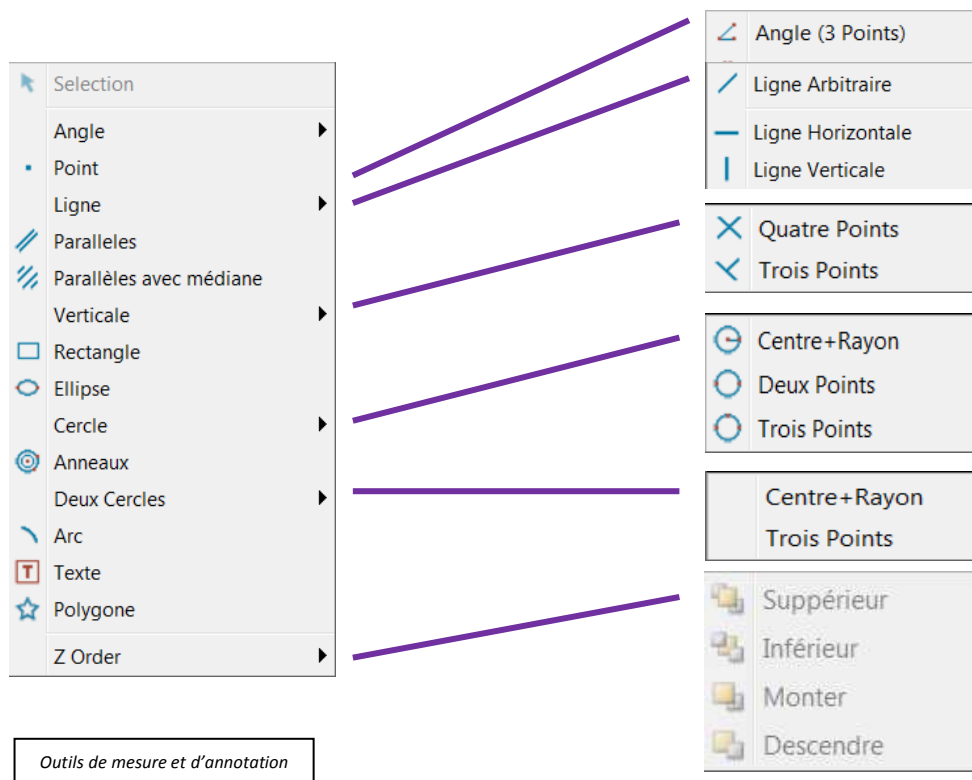 Selection
Angle
Point
Ligne
Paralleles
Parallèles avec médiane
Verticale
Rectangle
Ellipse
Cercle
Anneaux
Deux Cercles
Arc
T Texte
Polygone
Z Order
Outils de mesure et d'annotation
Angle (3 Points)
Ligne Arbitraire
Ligne Horizontale
Ligne Verticale
Quatre Points
Trois Points
Centre+Rayon
Deux Points
Trois Points
Centre+Rayon
Trois Points
Suppérieur
Inférieur
Monter
Descendre